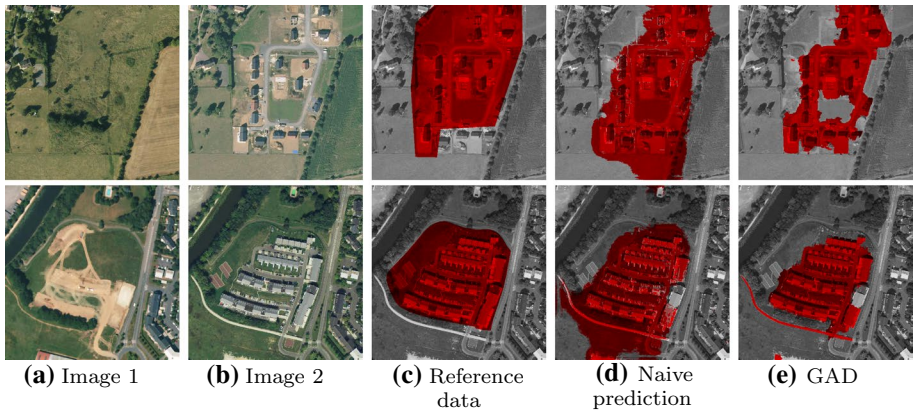 (a) Image 1
(b) Image 2
(c) Reference
data
(d) Naive
prediction
(e) GAD